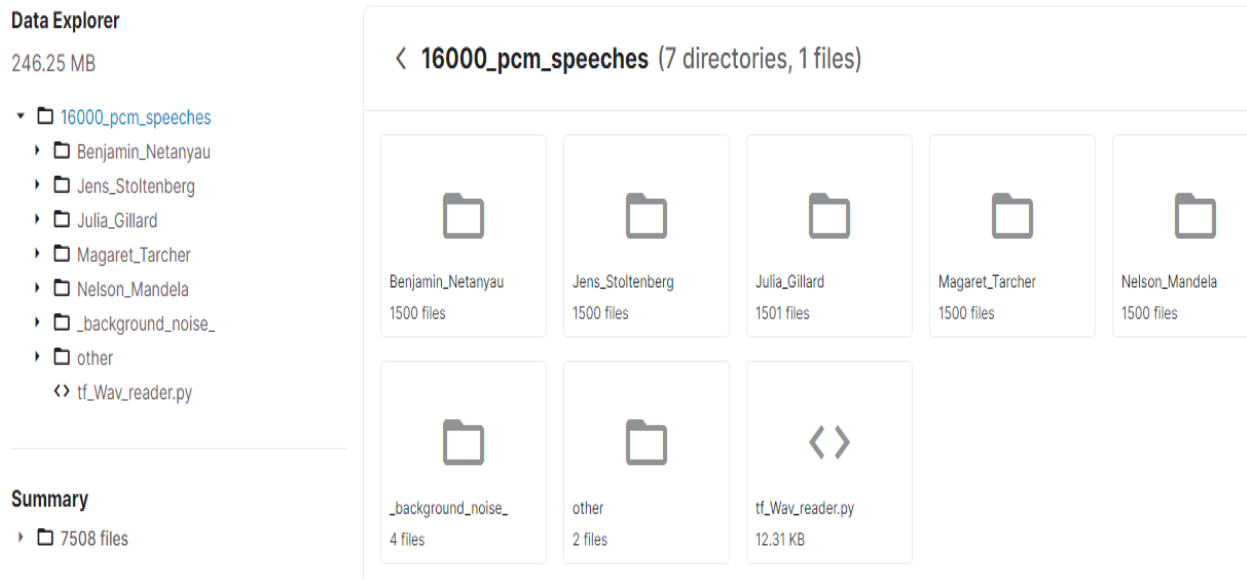 Data Explorer
246.25 MB
16000_pcm_speeches
Benjamin_Netanyau
Jens_Stoltenberg
Julia_Gillard
Magaret_Tarcher
Nelson_Mandela
_background_noise_
other
tf_Wav_reader.py
Summary
7508 files
16000_pcm_speeches (7 directories, 1 files)
Benjamin_Netanyau
1500 files
Jens_Stoltenberg
1500 files
Julia_Gillard
1501 files
Magaret_Tarcher
1500 files
Nelson_Mandela
1500 files
_background_noise_
4 files
other
2 files
tf_Wav_reader.py
12.31 KB